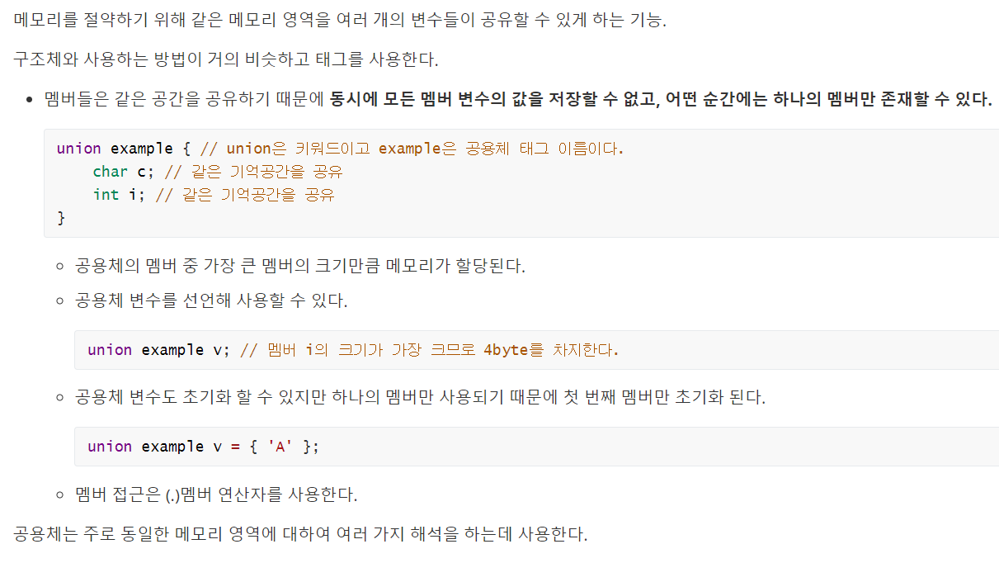 메모리를 절약하기 위해 같은 메모리 영역을 여러 개의 변수들이 공유할 수 있게 하는 기능.
구조체와 사용하는 방법이 거의 비슷하고 태그를 사용한다.
• 멤버들은 같은 공간을 공유하기 때문에 동시에 모든 멤버 변수의 값을 저장할 수 없고, 어떤 순간에는 하나의 멤버만 존재할 수 있다.
union example { // union은 키워드이고 example은 공용체 태그 이름이다.
    char c; // 같은 기억공간을 공유
    int i; // 같은 기억공간을 공유
}
◦ 공용체의 멤버 중 가장 큰 멤버의 크기만큼 메모리가 할당된다.
◦ 공용체 변수를 선언해 사용할 수 있다.
union example v; // 멤버 i의 크기가 가장 크므로 4byte를 차지한다.
◦ 공용체 변수도 초기화 할 수 있지만 하나의 멤버만 사용되기 때문에 첫 번째 멤버만 초기화 된다.
union example v = { 'A' };
◦ 멤버 접근은 (.)멤버 연산자를 사용한다.
공용체는 주로 동일한 메모리 영역에 대하여 여러 가지 해석을 하는데 사용한다.